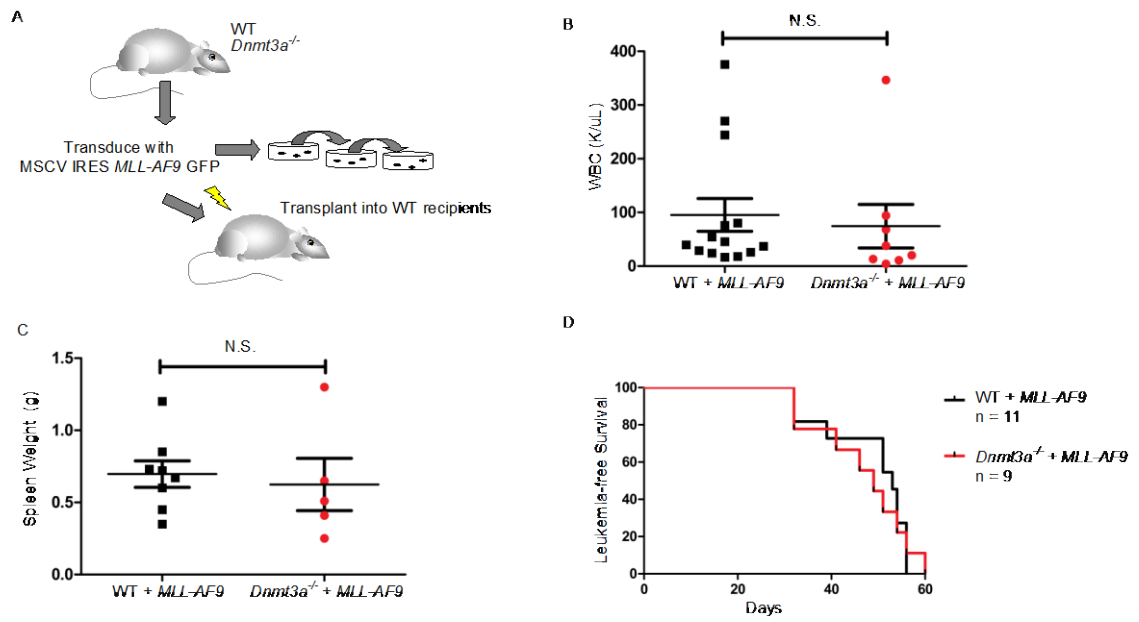 A
WT
Dnmt3a-/-
Transduce with
MSCV IRES MLL-AF9 GFP
Transplant into WT recipients
B
N.S.
WBC (K/uL)
400
300
200
100
0
WT + MLL-AF9
Dnmt3a-/- + MLL-AF9
C
N.S.
Spleen Weight (g)
1.5
1.0
0.5
0.0
WT + MLL-AF9
Dnmt3a-/- + MLL-AF9
D
Leukemia-free Survival
100
80
60
40
20
0
0
20
40
60
Days
WT + MLL-AF9
n = 11
Dnmt3a-/- + MLL-AF9
n = 9